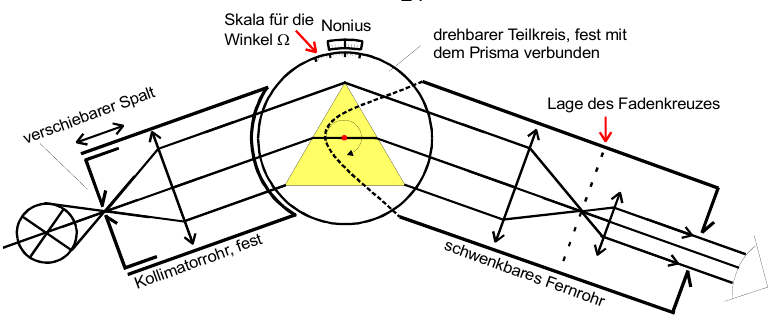 Skala für die
Winkel Ω
Nonius
drehbarer Teilkreis, fest mit
dem Prisma verbunden
verschiebarer Spalt
Lage des Fadenkreuzes
Kollimatorrohr, fest
schwenkbares Fernrohr